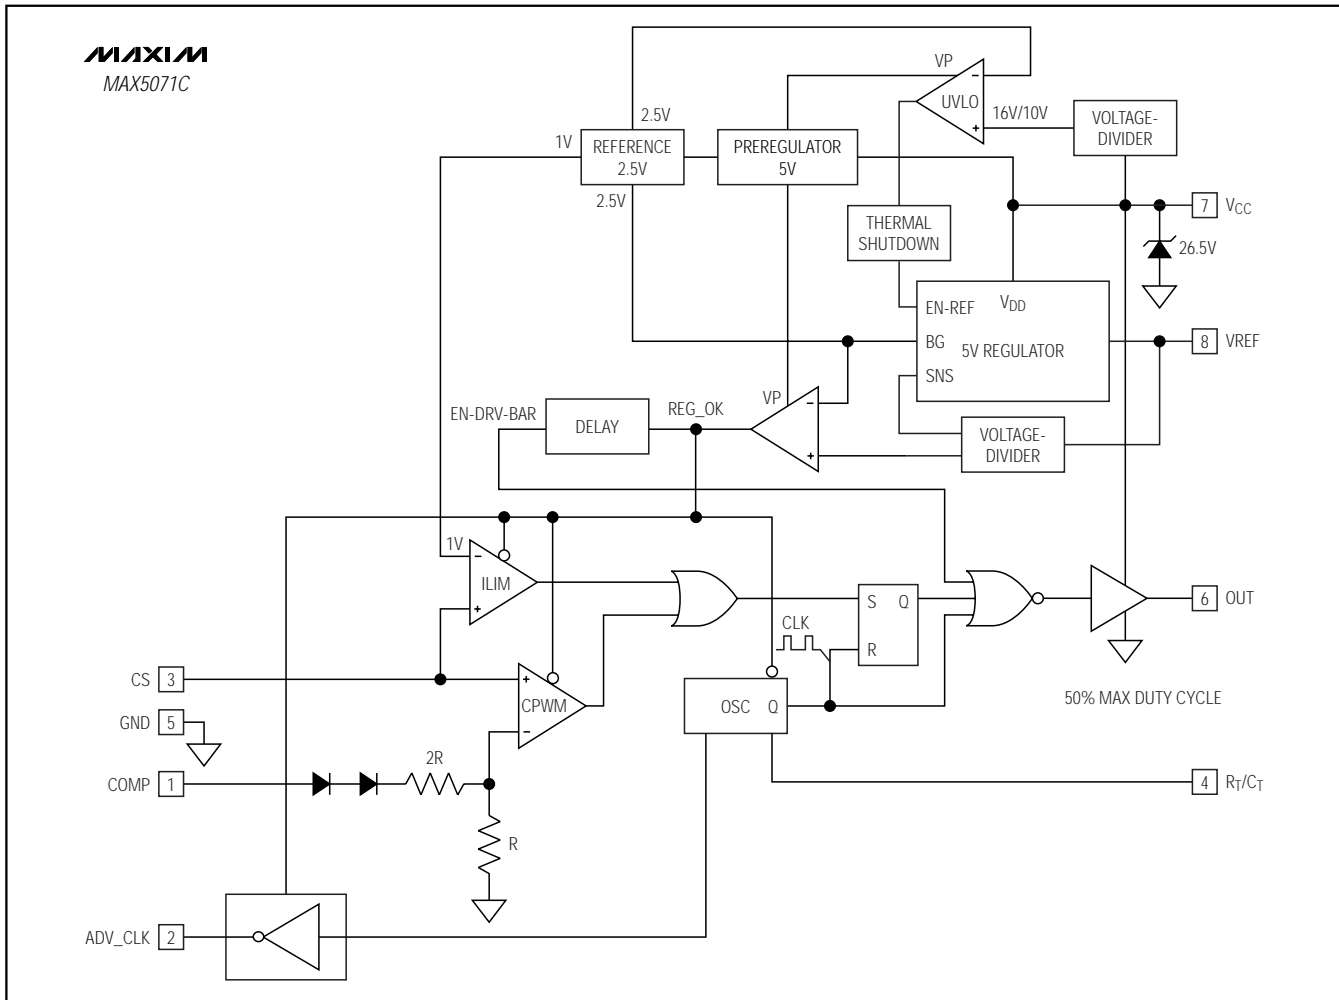 MAXIM
MAX5071C
VP
−
UVLO
+
16V/10V
VOLTAGE-
DIVIDER
2.5V
1V
REFERENCE
2.5V
PREREGULATOR
5V
2.5V
THERMAL
SHUTDOWN
7
VCC
26.5V
EN-REF
VDD
BG
5V REGULATOR
SNS
8
VREF
EN-DRV-BAR
DELAY
REG_OK
VP
−
+
VOLTAGE-
DIVIDER
1V
−
ILIM
+
S
Q
R
CLK
6
OUT
CS
3
+
CPWM
−
OSC
Q
50% MAX DUTY CYCLE
GND
5
COMP
1
2R
R
4
RT/CT
ADV_CLK
2